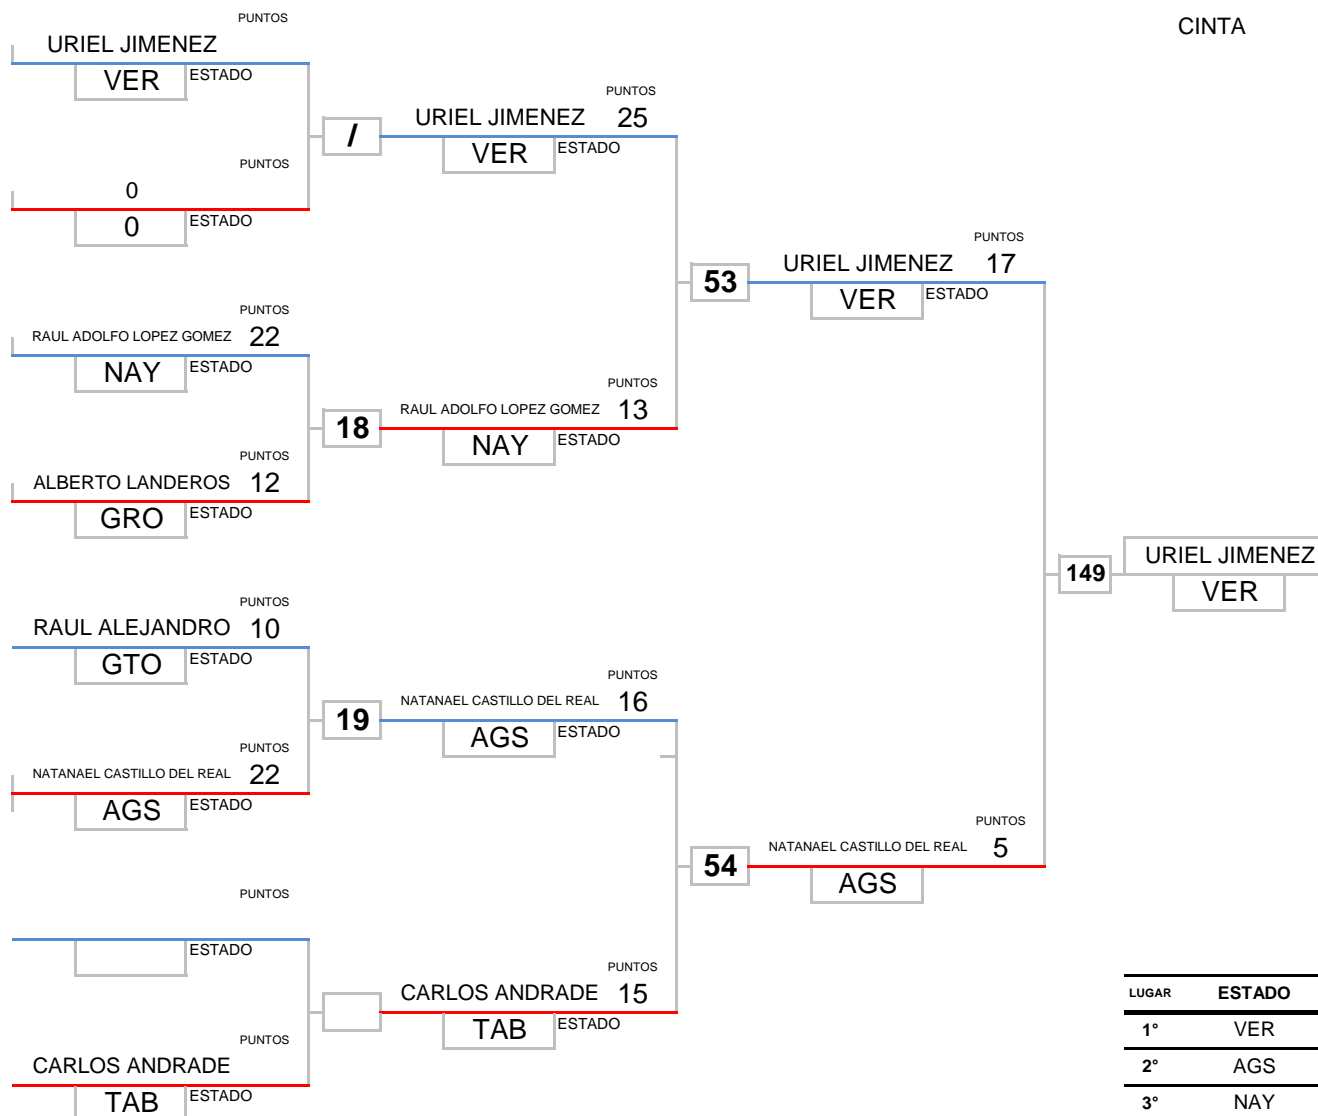 PUNTOS
CINTA
URIEL JIMENEZ
VER ESTADO
PUNTOS
URIEL JIMENEZ 25
/
VER ESTADO
PUNTOS
0
0 ESTADO
PUNTOS
URIEL JIMENEZ 17
53
VER ESTADO
PUNTOS
RAUL ADOLFO LOPEZ GOMEZ 22
NAY ESTADO
PUNTOS
RAUL ADOLFO LOPEZ GOMEZ 13
18
NAY ESTADO
PUNTOS
ALBERTO LANDEROS 12
GRO ESTADO
URIEL JIMENEZ
149
VER
PUNTOS
RAUL ALEJANDRO 10
GTO ESTADO
PUNTOS
NATANAEL CASTILLO DEL REAL 16
19
AGS ESTADO
PUNTOS
NATANAEL CASTILLO DEL REAL 22
AGS ESTADO
PUNTOS
NATANAEL CASTILLO DEL REAL 5
54
AGS
PUNTOS
ESTADO
PUNTOS
CARLOS ANDRADE 15
TAB ESTADO
PUNTOS
CARLOS ANDRADE
TAB ESTADO
LUGAR ESTADO
1° VER
2° AGS
3° NAY